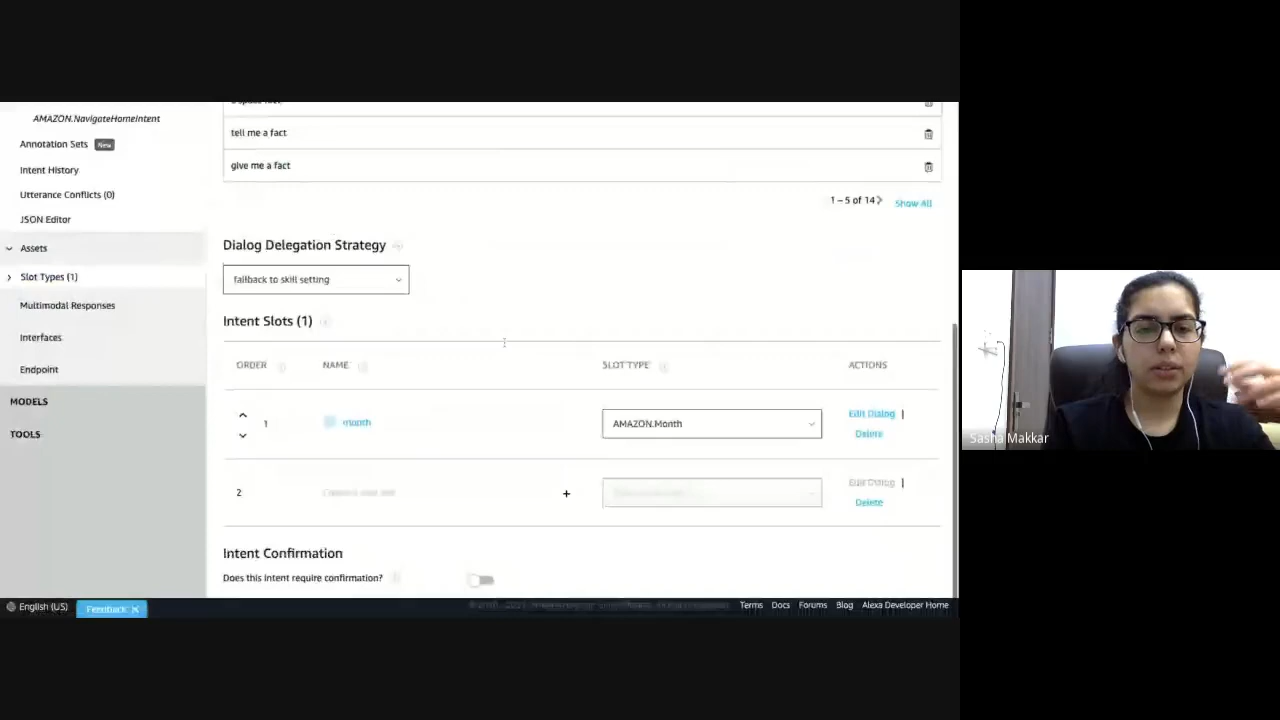 AMAZON.NavigateHomeIntent
Annotation Sets New
Intent History
Utterance Conflicts (0)
JSON Editor
Assets
Slot Types (1)
Multimodal Responses
Interfaces
Endpoint
MODELS
TOOLS
tell me a fact
give me a fact
1 – 5 of 14 > Show All
Dialog Delegation Strategy
fallback to skill setting
Intent Slots (1)
ORDER NAME SLOT TYPE ACTIONS
1 month AMAZON.Month Edit Dialog |
Delete
2 + Edit Dialog |
Delete
Intent Confirmation
Does this intent require confirmation?
English (US) Feedback Terms Docs Forums Blog Alexa Developer Home
Sasha Makkar